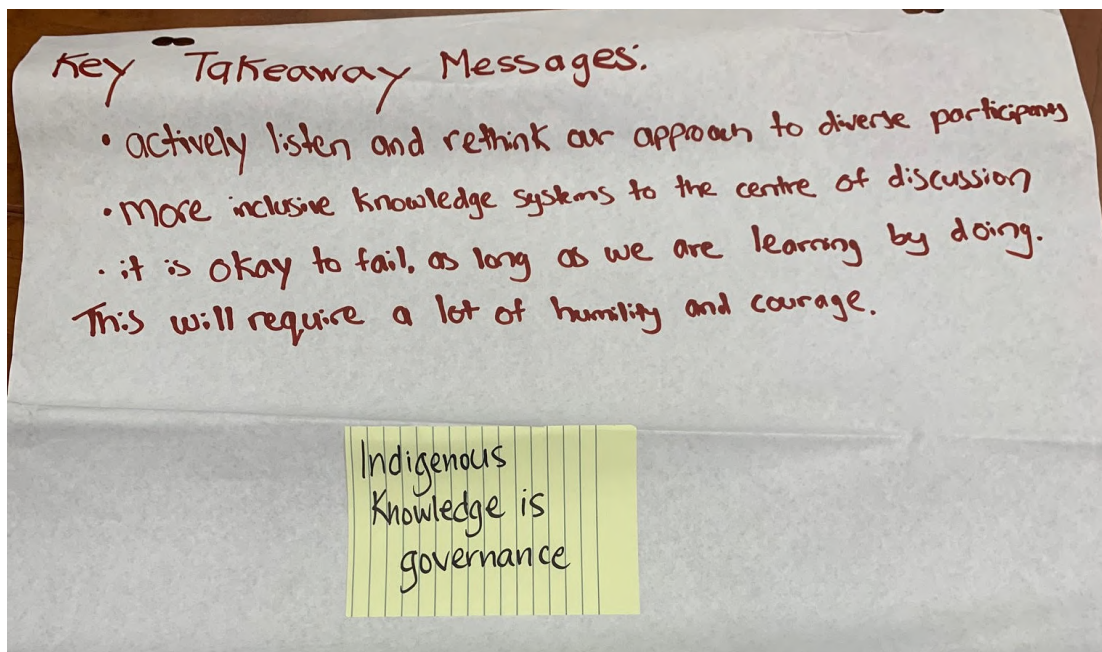 Key Takeaway Messages:
• actively listen and rethink our approach to diverse participants
• more inclusive knowledge systems to the centre of discussion
• it is okay to fail, as long as we are learning by doing.
This will require a lot of humility and courage.
Indigenous
Knowledge is
governance